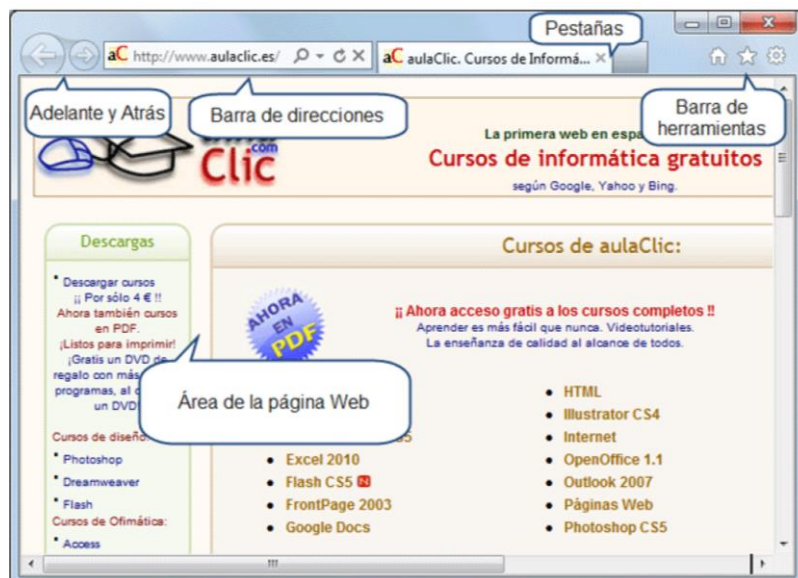 Pestañas
aC http://www.aulaclic.es/
aC aulaClic. Cursos de Informá...
Adelante y Atrás
Barra de direcciones
Barra de herramientas
.com
Clic
La primera web en espa
Cursos de informática gratuitos
según Google, Yahoo y Bing.
Descargas
Descargar cursos
¡¡ Por sólo 4 € !!
Ahora también cursos
en PDF.
¡Listos para imprimir!
¡Gratis un DVD de
regalo con más
programas, al
un DVD!
Cursos de diseño:
Photoshop
Dreamweaver
Flash
Cursos de Ofimática:
Access
Cursos de aulaClic:
AHORA
EN
PDF
¡¡ Ahora acceso gratis a los cursos completos !!
Aprender es más fácil que nunca. Videotutoriales.
La enseñanza de calidad al alcance de todos.
Área de la página Web
Excel 2010
Flash CS5 N
FrontPage 2003
Google Docs
HTML
Illustrator CS4
Internet
OpenOffice 1.1
Outlook 2007
Páginas Web
Photoshop CS5